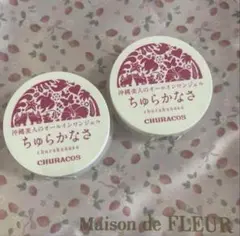 沖縄美人のオールインワンジェル
ちゅらかなさ
churakanasa
CHURACOS
沖縄美人のオールインワンジェル
ちゅらかなさ
churakanasa
CHURACOS
Maison de FLEUR